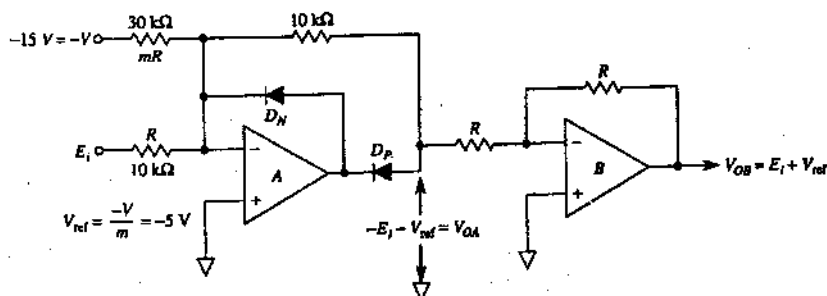 30 kΩ
10 kΩ
−15 V = −V
mR
R
D_N
R
D_P
R
E_i
−
A
−
B
V_OB = E_i + V_ref
10 kΩ
+
+
V_ref = −V/m = −5 V
−E_i − V_ref = V_OA